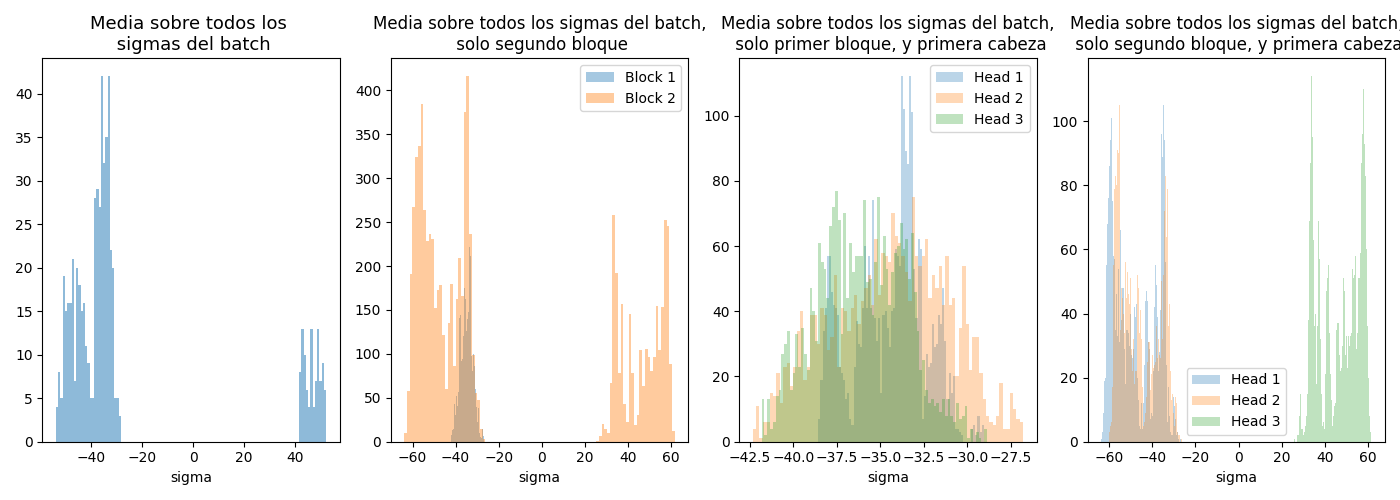 Media sobre todos los
sigmas del batch
40
35
30
25
20
15
10
5
0
−40
−20
0
20
40
sigma
Media sobre todos los sigmas del batch,
solo segundo bloque
Block 1
Block 2
400
350
300
250
200
150
100
50
0
−60
−40
−20
0
20
40
60
sigma
Media sobre todos los sigmas del batch,
solo primer bloque, y primera cabeza
Head 1
Head 2
Head 3
100
80
60
40
20
0
−42.5
−40.0
−37.5
−35.0
−32.5
−30.0
−27.5
sigma
Media sobre todos los sigmas del batch,
solo segundo bloque, y primera cabeza
100
80
60
40
20
0
Head 1
Head 2
Head 3
−60
−40
−20
0
20
40
60
sigma